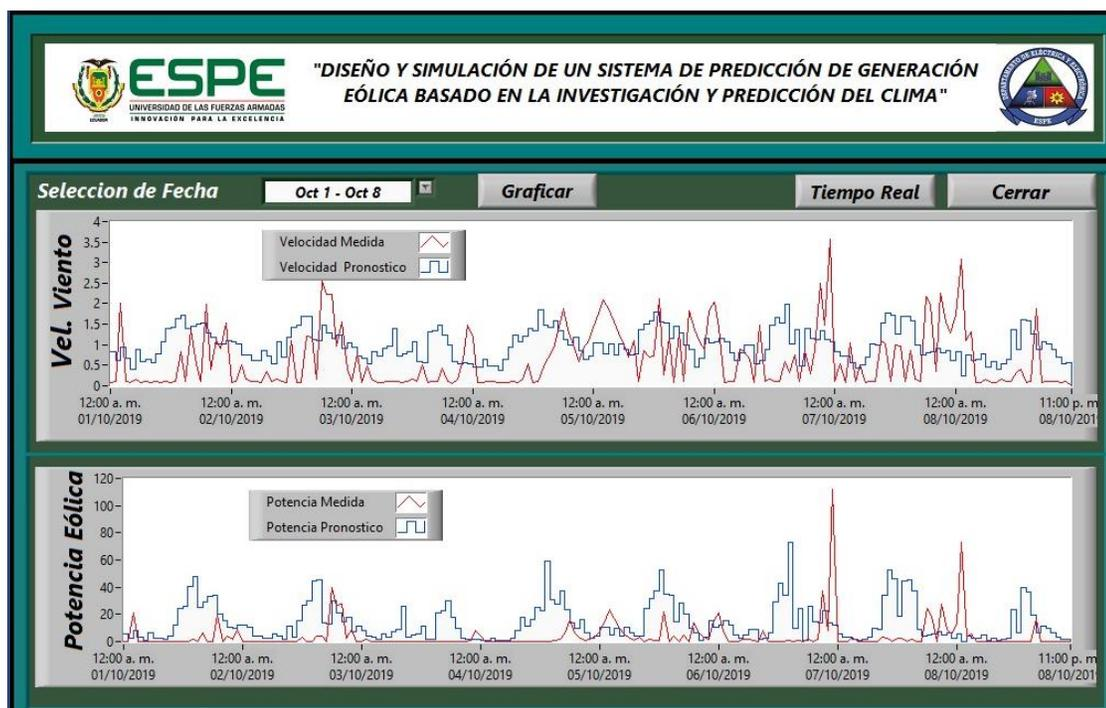 ESPE
UNIVERSIDAD DE LAS FUERZAS ARMADAS
INNOVACIÓN PARA LA EXCELENCIA
ECUADOR
"DISEÑO Y SIMULACIÓN DE UN SISTEMA DE PREDICCIÓN DE GENERACIÓN
EÓLICA BASADO EN LA INVESTIGACIÓN Y PREDICCIÓN DEL CLIMA"
DEPARTAMENTO DE ELÉCTRICA Y ELECTRÓNICA
ESPE
Seleccion de Fecha
Oct 1 - Oct 8
Graficar
Tiempo Real
Cerrar
Vel. Viento
4
3.5
3
2.5
2
1.5
1
0.5
0
Velocidad Medida
Velocidad Pronostico
12:00 a. m. 12:00 a. m. 12:00 a. m. 12:00 a. m. 12:00 a. m. 12:00 a. m. 12:00 a. m. 12:00 a. m. 11:00 p. m
01/10/2019 02/10/2019 03/10/2019 04/10/2019 05/10/2019 06/10/2019 07/10/2019 08/10/2019 08/10/201
Potencia Eólica
120
100
80
60
40
20
0
Potencia Medida
Potencia Pronostico
12:00 a. m. 12:00 a. m. 12:00 a. m. 12:00 a. m. 12:00 a. m. 12:00 a. m. 12:00 a. m. 12:00 a. m. 11:00 p. m
01/10/2019 02/10/2019 03/10/2019 04/10/2019 05/10/2019 06/10/2019 07/10/2019 08/10/2019 08/10/201